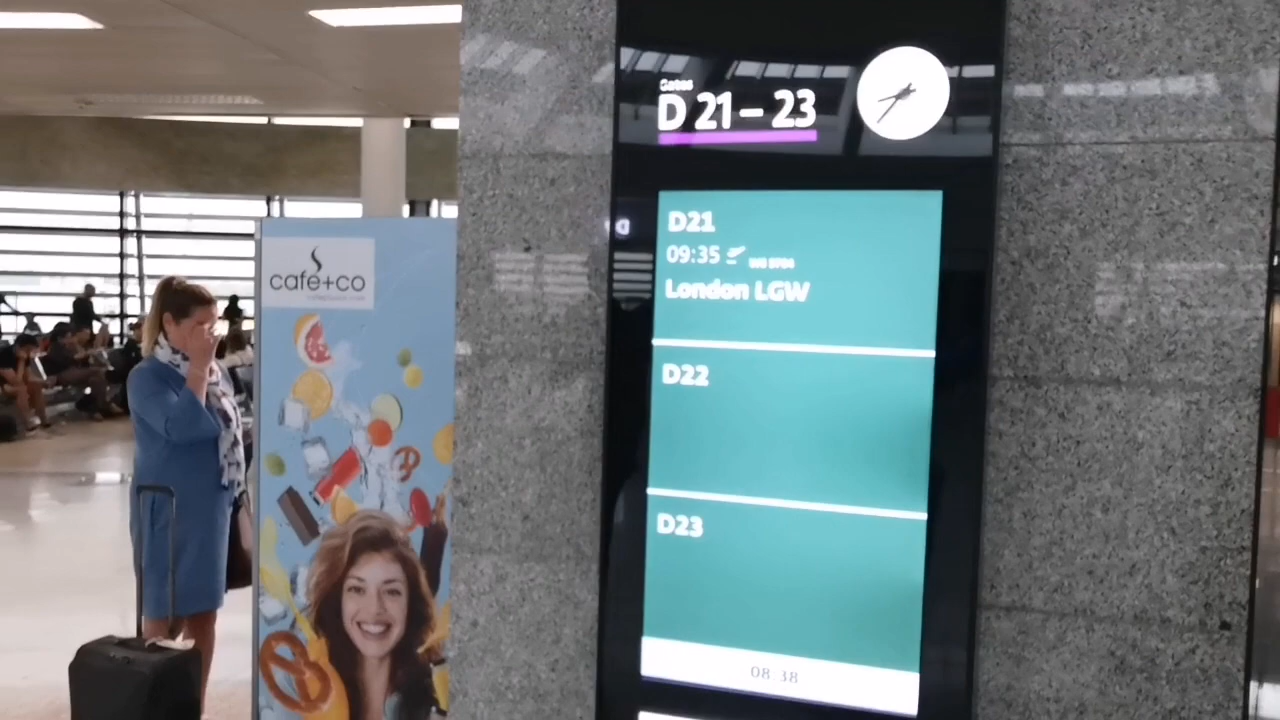 cafe+co
Gates
D 21 – 23
D21
09:35
London LGW
D22
D23
08:38